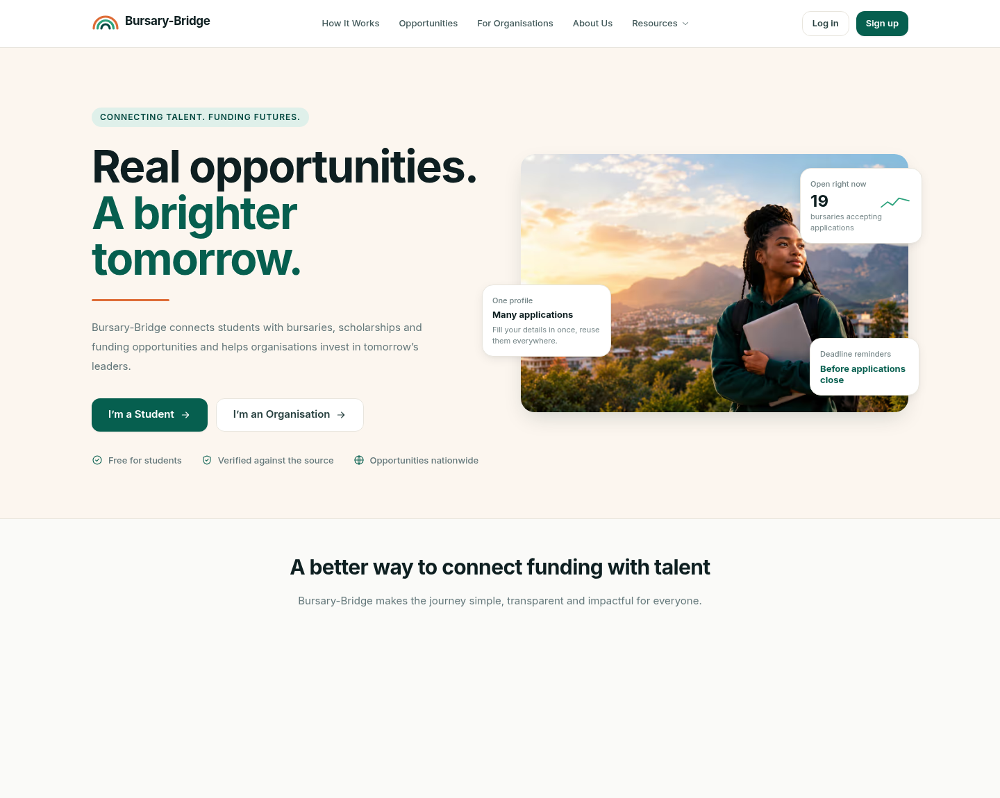 Bursary-Bridge
How It Works
Opportunities
For Organisations
About Us
Resources
Log in
Sign up
CONNECTING TALENT. FUNDING FUTURES.
Real opportunities.
A brighter
tomorrow.
Bursary-Bridge connects students with bursaries, scholarships and
funding opportunities and helps organisations invest in tomorrow’s
leaders.
I’m a Student
I’m an Organisation
Free for students
Verified against the source
Opportunities nationwide
Open right now
19
bursaries accepting
applications
One profile
Many applications
Fill your details in once, reuse
them everywhere.
Deadline reminders
Before applications
close
A better way to connect funding with talent
Bursary-Bridge makes the journey simple, transparent and impactful for everyone.